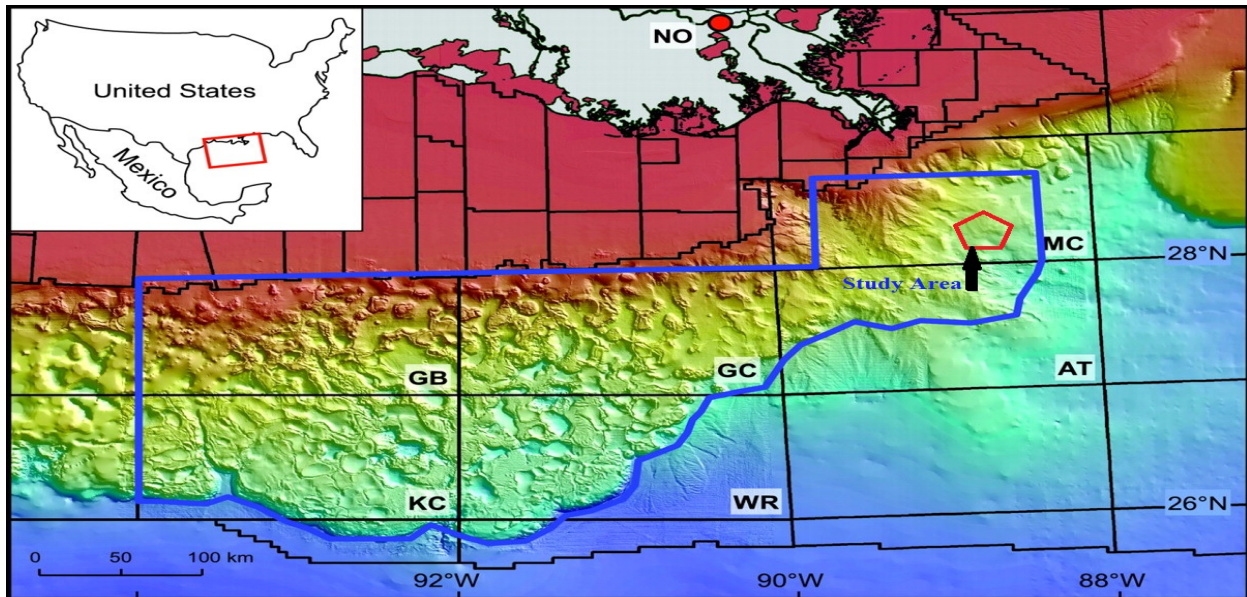 NO
United States
Mexico
MC
28°N
Study Area
GB
GC
AT
KC
WR
26°N
0 50 100 km
92°W 90°W 88°W